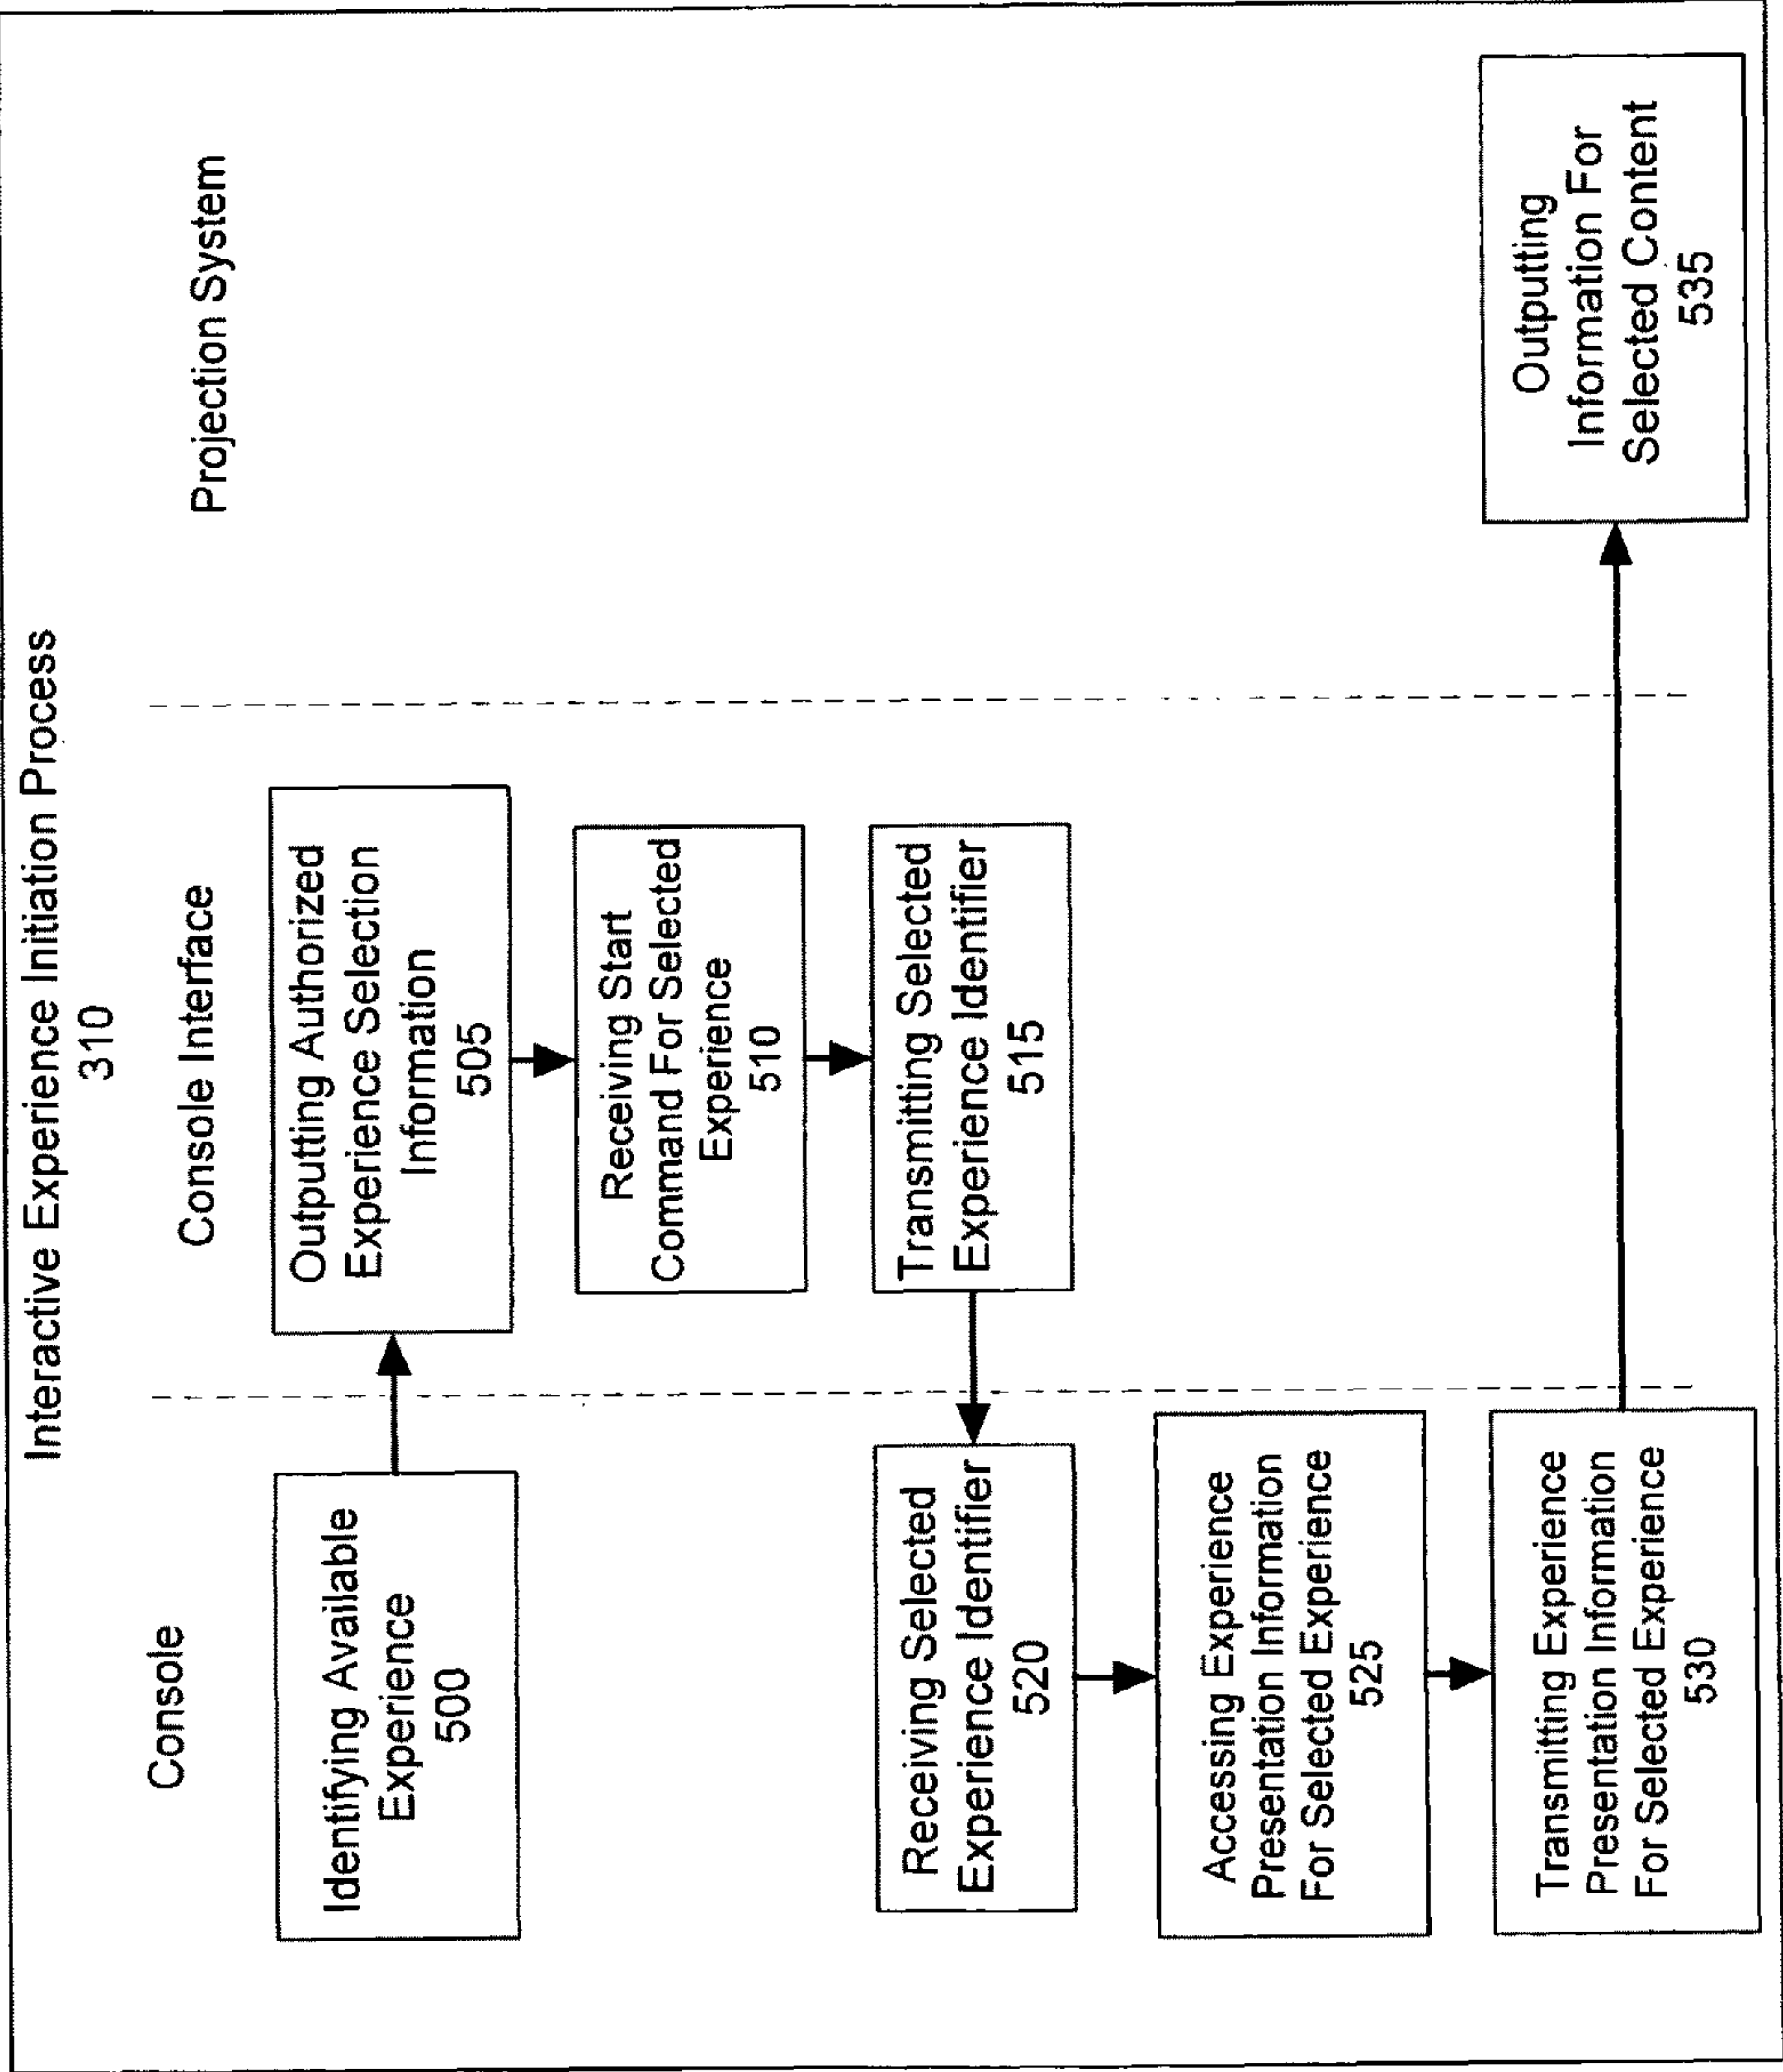 Interactive Experience Initiation Process
310
Console
Console Interface
Projection System
Identifying Available
Experience
500
Outputting Authorized
Experience Selection
Information
505
Receiving Start
Command For Selected
Experience
510
Transmitting Selected
Experience Identifier
515
Receiving Selected
Experience Identifier
520
Accessing Experience
Presentation Information
For Selected Experience
525
Transmitting Experience
Presentation Information
For Selected Experience
530
Outputting
Information For
Selected Content
535